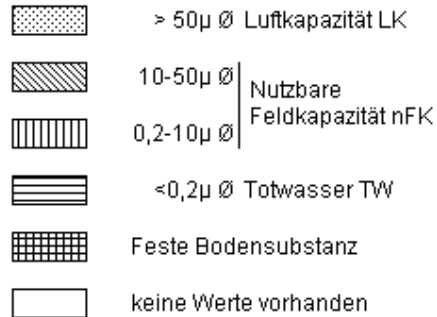 > 50µ Ø Luftkapazität LK
10-50µ Ø
Nutzbare
Feldkapazität nFK
0,2-10µ Ø
<0,2µ Ø Totwasser TW
Feste Bodensubstanz
keine Werte vorhanden